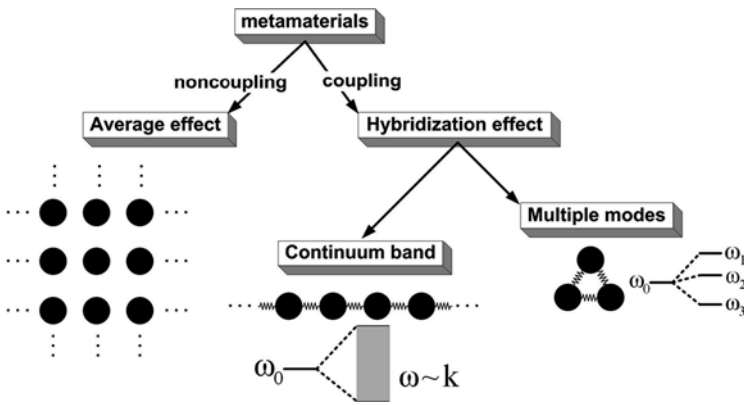 metamaterials
noncoupling
coupling
Average effect
Hybridization effect
Multiple modes
Continuum band
ω₀
ω₁
ω₂
ω₃
ω₀
ω~k